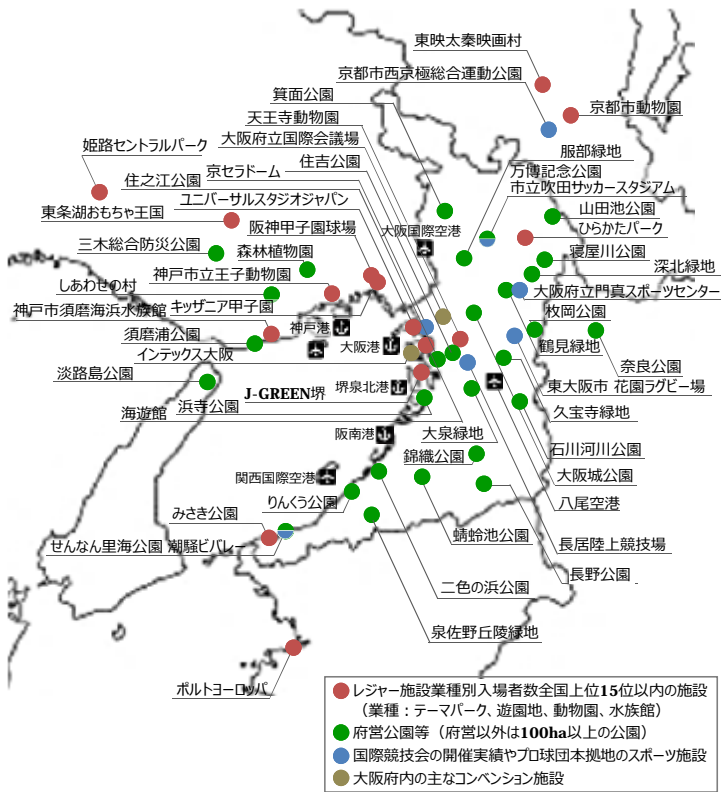 東映太秦映画村
京都市西京極総合運動公園
箕面公園
京都市動物園
天王寺動物園
大阪府立国際会議場
服部緑地
姫路セントラルパーク
住吉公園
万博記念公園
市立吹田サッカースタジアム
京セラドーム
住之江公園
ユニバーサルスタジオジャパン
山田池公園
東条湖おもちゃ王国
阪神甲子園球場
大阪国際空港
ひらかたパーク
三木総合防災公園
森林植物園
寝屋川公園
深北緑地
しあわせの村
神戸市立王子動物園
大阪府立門真スポーツセンター
神戸市須磨海浜水族館
キッザニア甲子園
枚岡公園
須磨浦公園
神戸港
鶴見緑地
インテックス大阪
大阪港
奈良公園
淡路島公園
J-GREEN堺
堺泉北港
東大阪市 花園ラグビー場
海遊館
浜寺公園
久宝寺緑地
阪南港
大泉緑地
石川河川公園
錦織公園
大阪城公園
関西国際空港
りんくう公園
八尾空港
みさき公園
蜻蛉池公園
長居陸上競技場
せんなん里海公園 潮騒ビバレー
二色の浜公園
長野公園
泉佐野丘陵緑地
ポルトヨーロッパ
レジャー施設業種別入場者数全国上位15位以内の施設
(業種：テーマパーク、遊園地、動物園、水族館)
府営公園等（府営以外は100ha以上の公園）
国際競技会の開催実績やプロ球団本拠地のスポーツ施設
大阪府内の主なコンベンション施設